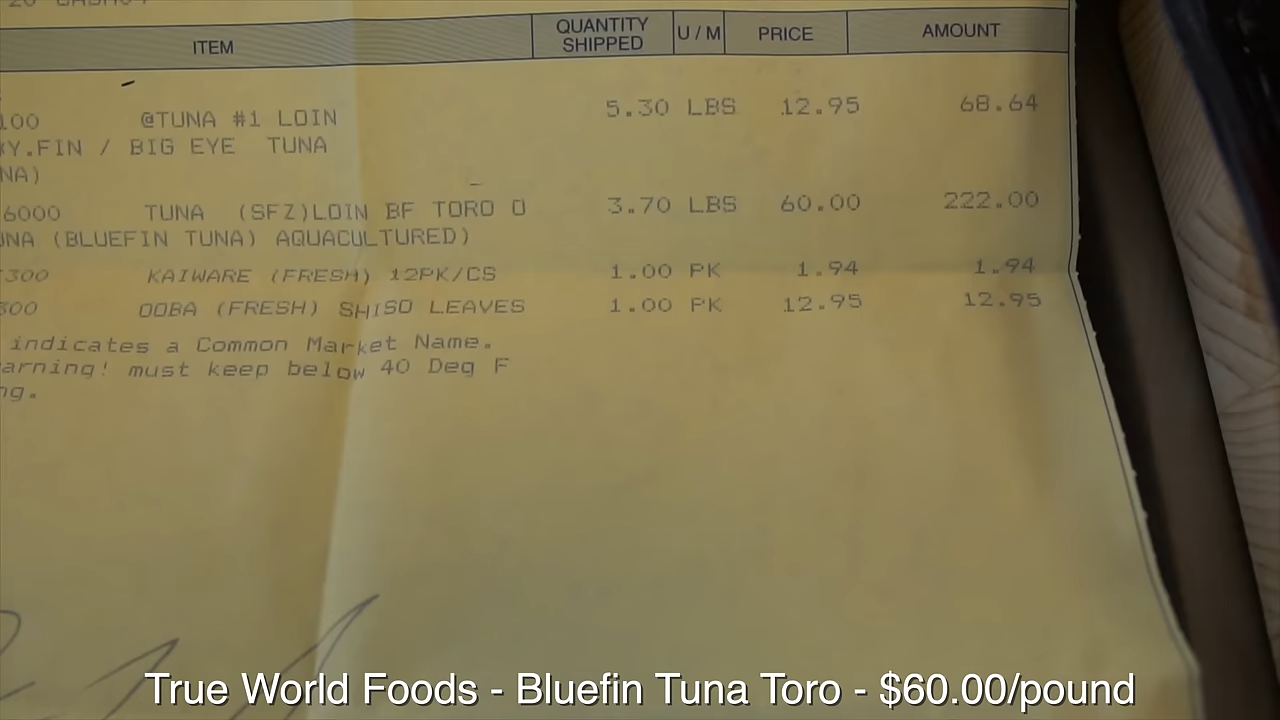 ITEM QUANTITY SHIPPED U / M PRICE AMOUNT
100 @TUNA #1 LOIN 5.30 LBS 12.95 68.64
Y.FIN / BIG EYE TUNA
NA)
6000 TUNA (SFZ)LOIN BF TORO O 3.70 LBS 60.00 222.00
UNA (BLUEFIN TUNA) AQUACULTURED)
300 KAIWARE (FRESH) 12PK/CS 1.00 PK 1.94 1.94
300 OOBA (FRESH) SHISO LEAVES 1.00 PK 12.95 12.95
indicates a Common Market Name.
arning! must keep below 40 Deg F
ng.
True World Foods - Bluefin Tuna Toro - $60.00/pound